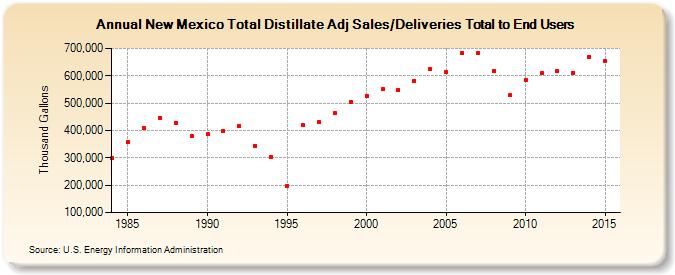 Annual New Mexico Total Distillate Adj Sales/Deliveries Total to End Users
Thousand Gallons
700,000
600,000
500,000
400,000
300,000
200,000
100,000
1985 1990 1995 2000 2005 2010 2015
Source: U.S. Energy Information Administration